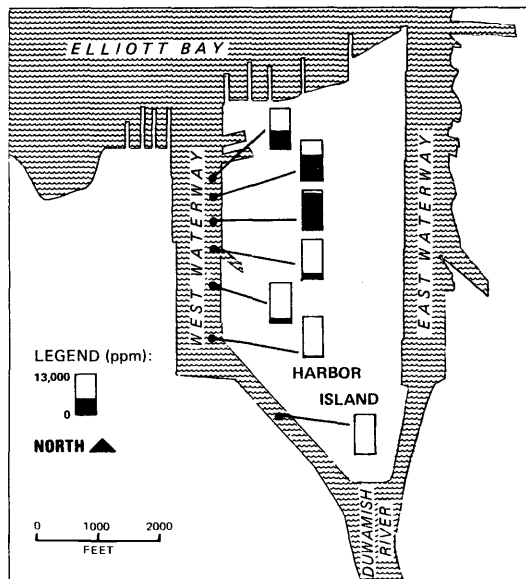 ELLIOTT BAY
WEST WATERWAY
EAST WATERWAY
LEGEND (ppm):
13,000
0
NORTH
HARBOR
ISLAND
0 1000 2000
FEET
DUWAMISH
RIVER